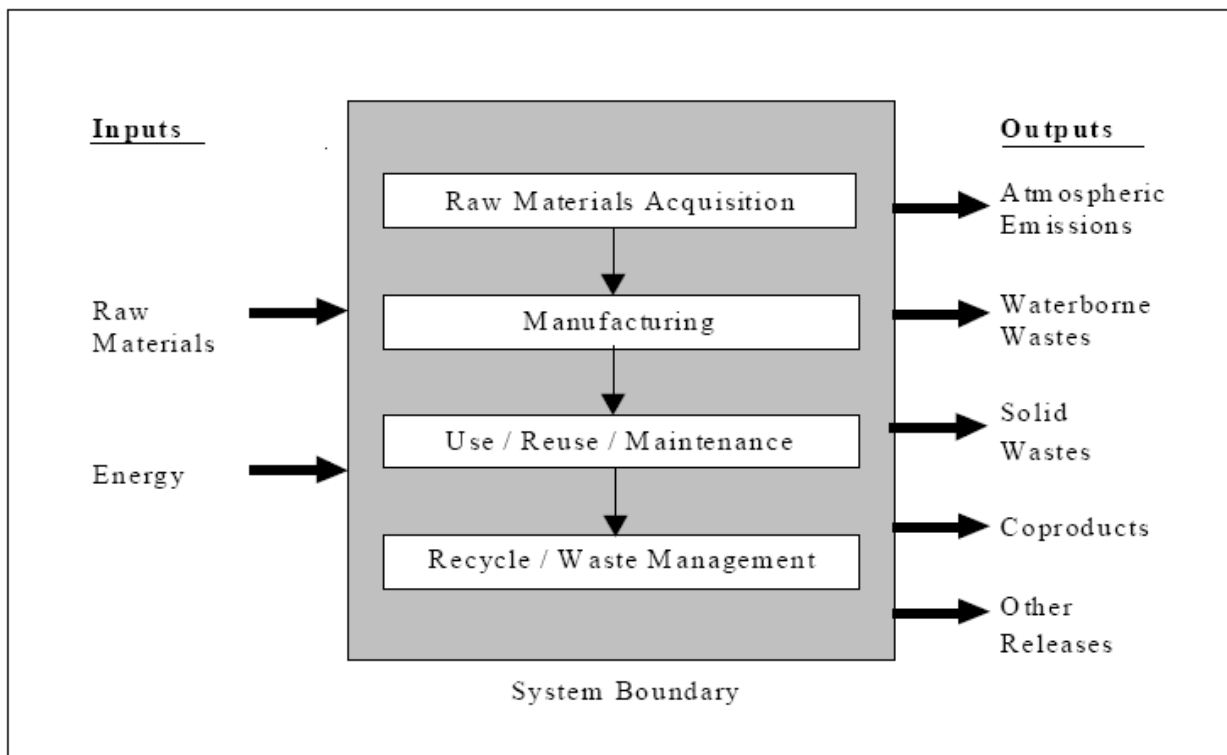 Inputs
Raw
Materials
Energy
Raw Materials Acquisition
Manufacturing
Use / Reuse / Maintenance
Recycle / Waste Management
System Boundary
Outputs
Atmospheric
Emissions
Waterborne
Wastes
Solid
Wastes
Coproducts
Other
Releases